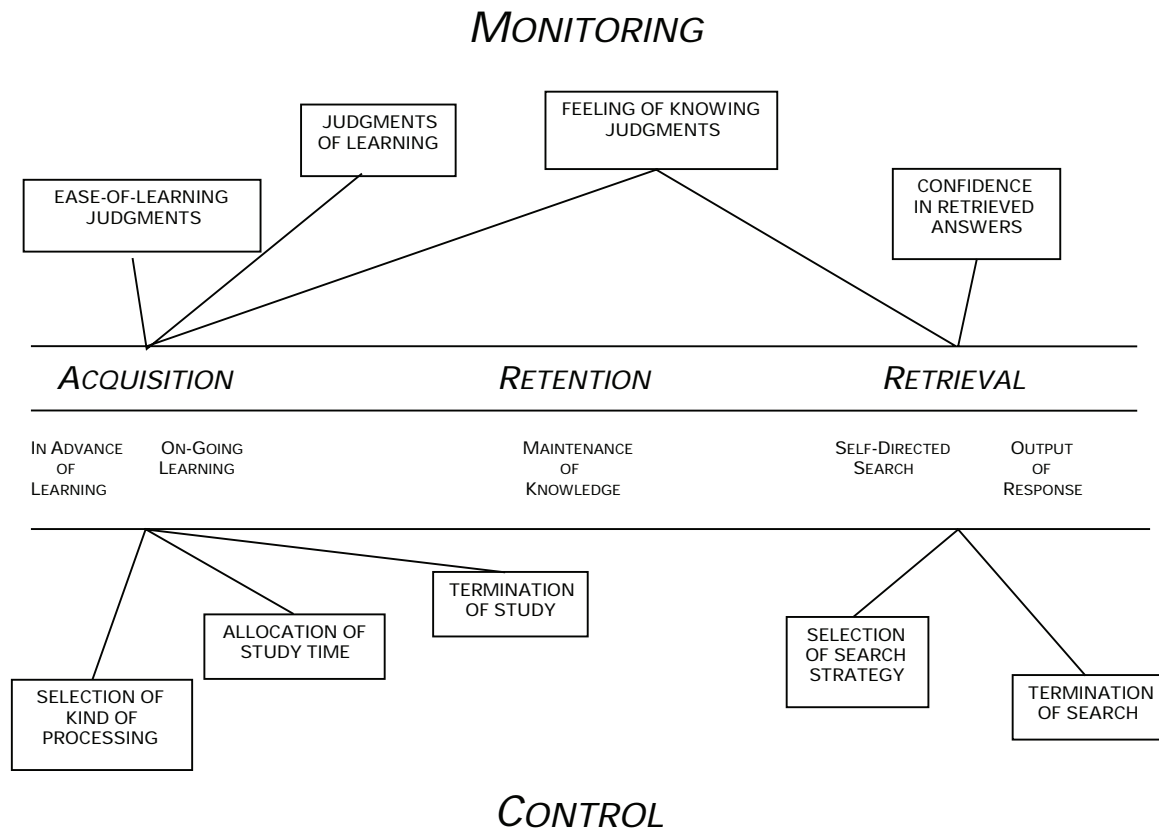 MONITORING
JUDGMENTS
OF LEARNING
FEELING OF KNOWING
JUDGMENTS
EASE-OF-LEARNING
JUDGMENTS
CONFIDENCE
IN RETRIEVED
ANSWERS
ACQUISITION
RETENTION
RETRIEVAL
IN ADVANCE
OF
LEARNING
ON-GOING
LEARNING
MAINTENANCE
OF
KNOWLEDGE
SELF-DIRECTED
SEARCH
OUTPUT
OF
RESPONSE
SELECTION OF
KIND OF
PROCESSING
ALLOCATION OF
STUDY TIME
TERMINATION
OF STUDY
SELECTION
OF SEARCH
STRATEGY
TERMINATION
OF SEARCH
CONTROL